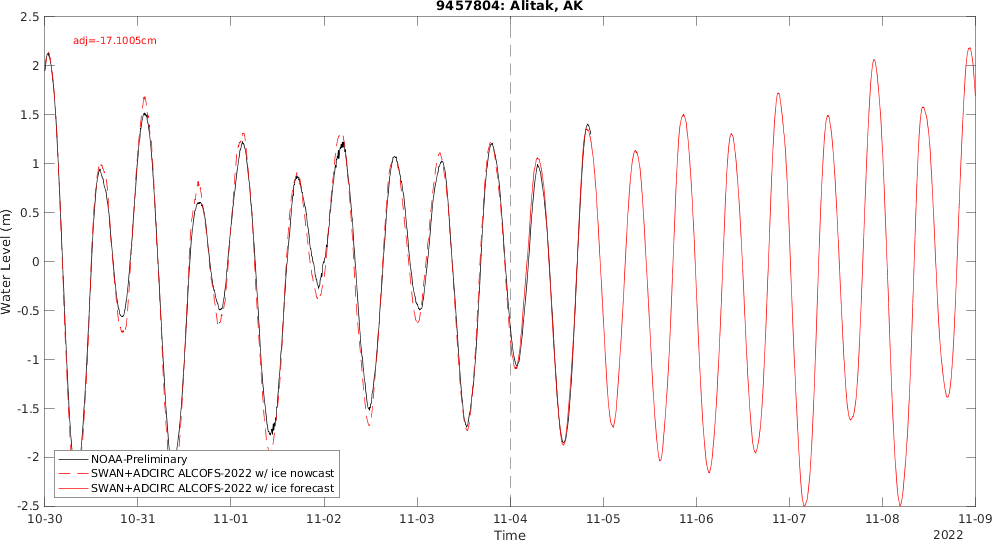 9457804: Alitak, AK
adj=-17.1005cm
Water Level (m)
2.5
2
1.5
1
0.5
0
-0.5
-1
-1.5
-2
-2.5
NOAA-Preliminary
SWAN+ADCIRC ALCOFS-2022 w/ ice nowcast
SWAN+ADCIRC ALCOFS-2022 w/ ice forecast
10-30 10-31 11-01 11-02 11-03 11-04 11-05 11-06 11-07 11-08 11-09
Time
2022